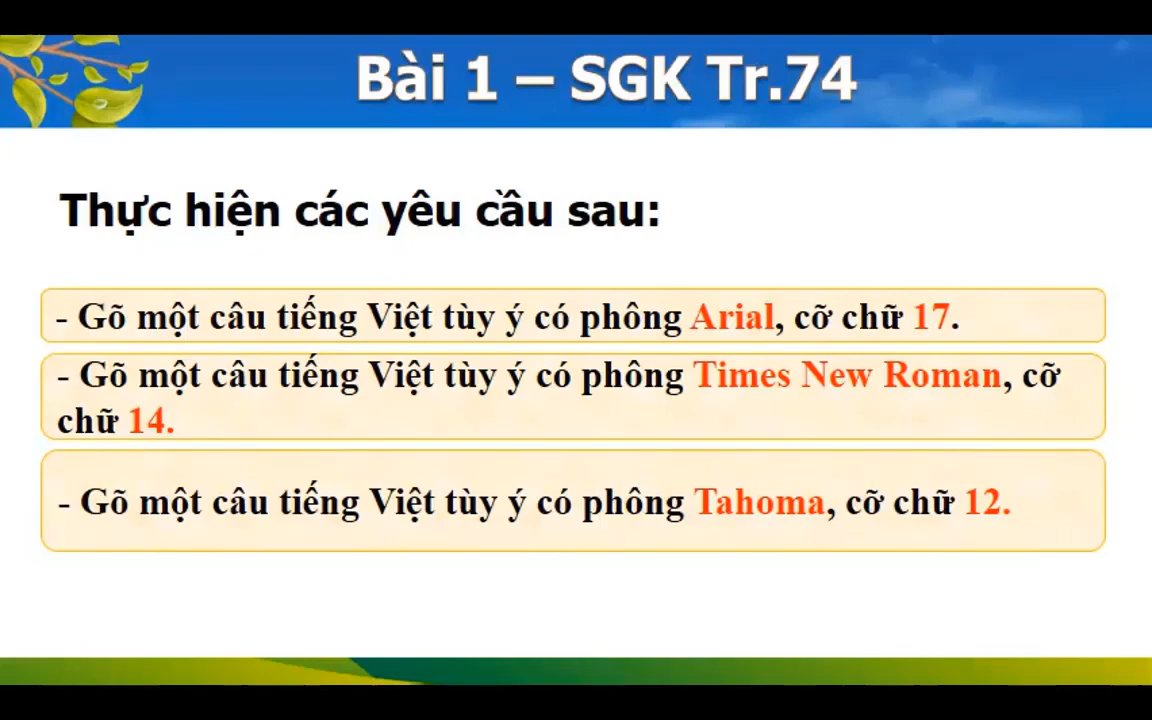 Bài 1 – SGK Tr.74
Thực hiện các yêu cầu sau:
- Gõ một câu tiếng Việt tùy ý có phông Arial, cỡ chữ 17.
- Gõ một câu tiếng Việt tùy ý có phông Times New Roman, cỡ
chữ 14.
- Gõ một câu tiếng Việt tùy ý có phông Tahoma, cỡ chữ 12.